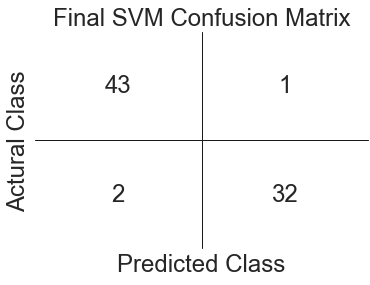 Final SVM Confusion Matrix
Actural Class
43 1
2 32
Predicted Class